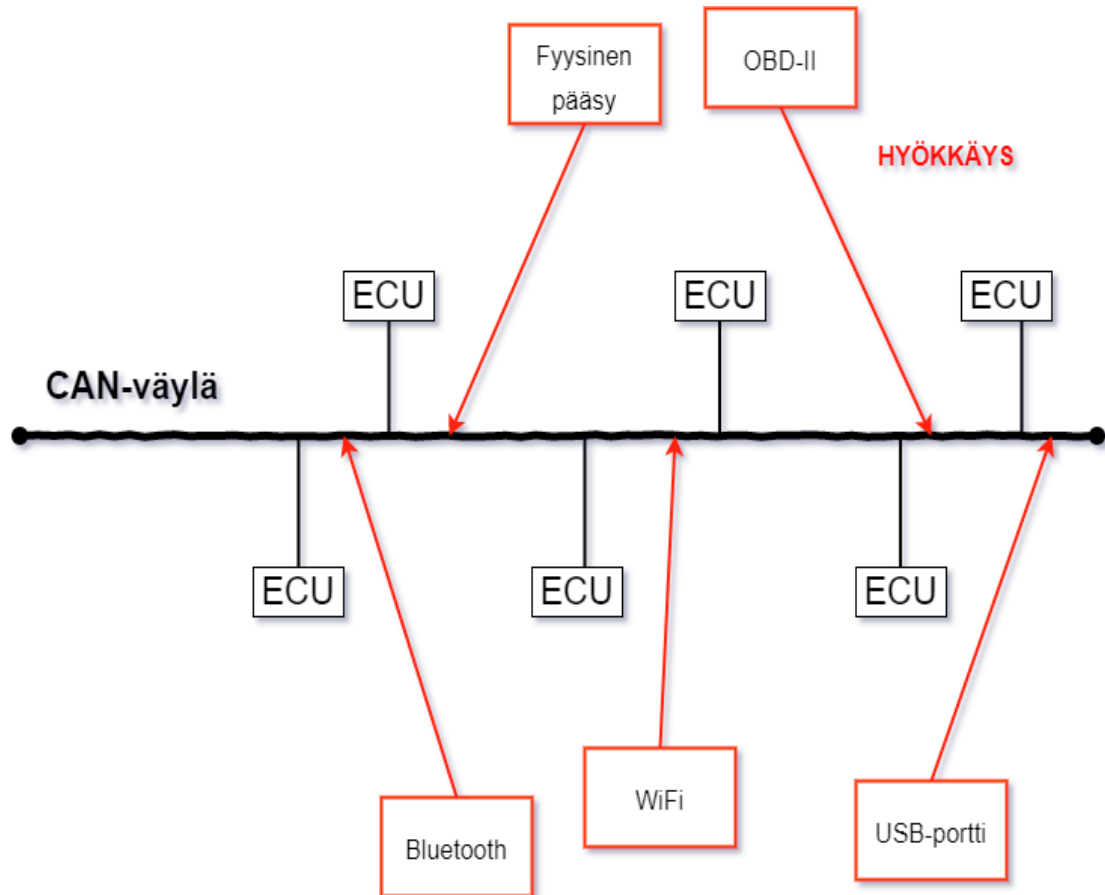 Fyysinen
pääsy
OBD-II
HYÖKKÄYS
ECU
ECU
ECU
CAN-väylä
ECU
ECU
ECU
Bluetooth
WiFi
USB-portti